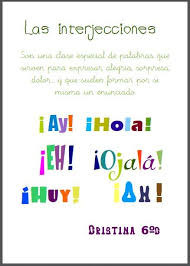 Las interjecciones
Son una clase especial de palabras que
sirven para expresar alegría, sorpresa,
dolor... y que suelen formar por sí
misma un enunciado.
¡Ay! ¡Hola!
¡EH! ¡Ojalá!
¡HUY! ¡AH!
CRISTINA 6ºD